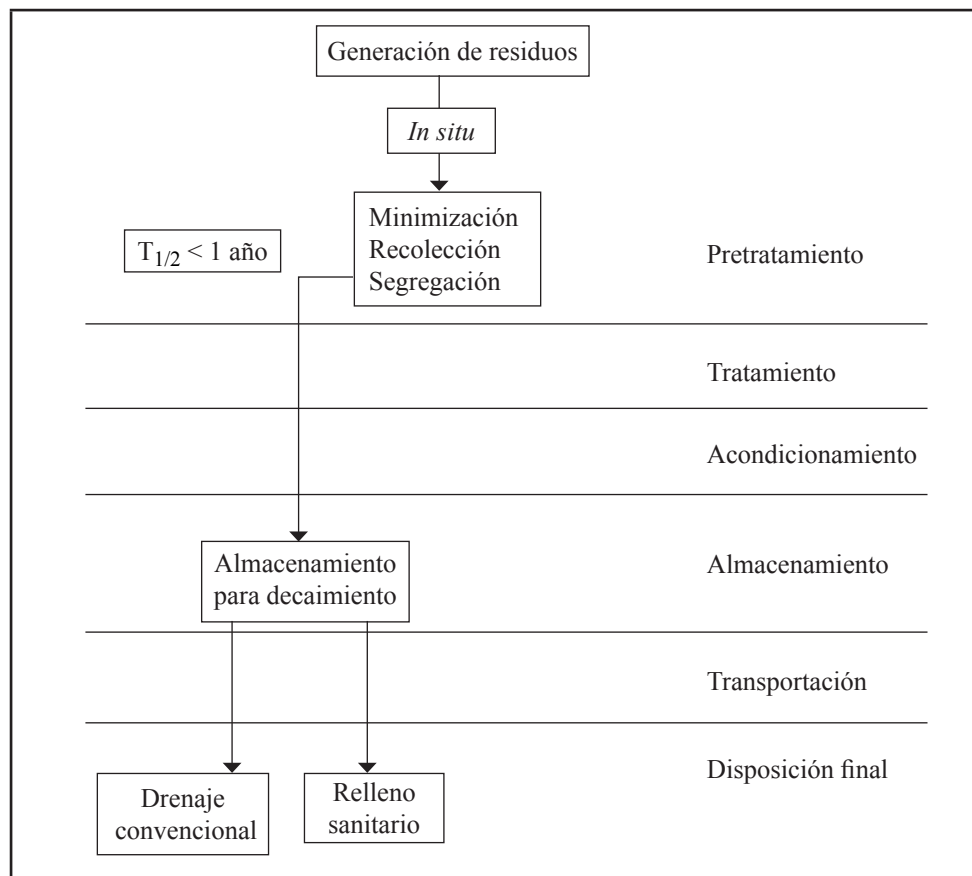 Generación de residuos
In situ
Minimización
Recolección
Segregación
T1/2 < 1 año
Pretratamiento
Tratamiento
Acondicionamiento
Almacenamiento
para decaimiento
Almacenamiento
Transportación
Disposición final
Drenaje
convencional
Relleno
sanitario